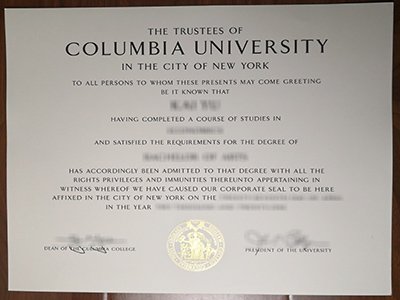 THE TRUSTEES OF
COLUMBIA UNIVERSITY
IN THE CITY OF NEW YORK
TO ALL PERSONS TO WHOM THESE PRESENTS MAY COME GREETING
BE IT KNOWN THAT
HAVING COMPLETED A COURSE OF STUDIES IN
AND SATISFIED THE REQUIREMENTS FOR THE DEGREE OF
HAS ACCORDINGLY BEEN ADMITTED TO THAT DEGREE WITH ALL THE
RIGHTS PRIVILEGES AND IMMUNITIES THEREUNTO APPERTAINING IN
WITNESS WHEREOF WE HAVE CAUSED OUR CORPORATE SEAL TO BE HERE
AFFIXED IN THE CITY OF NEW YORK ON THE
IN THE YEAR
DEAN OF THE COLUMBIA COLLEGE
PRESIDENT OF THE UNIVERSITY